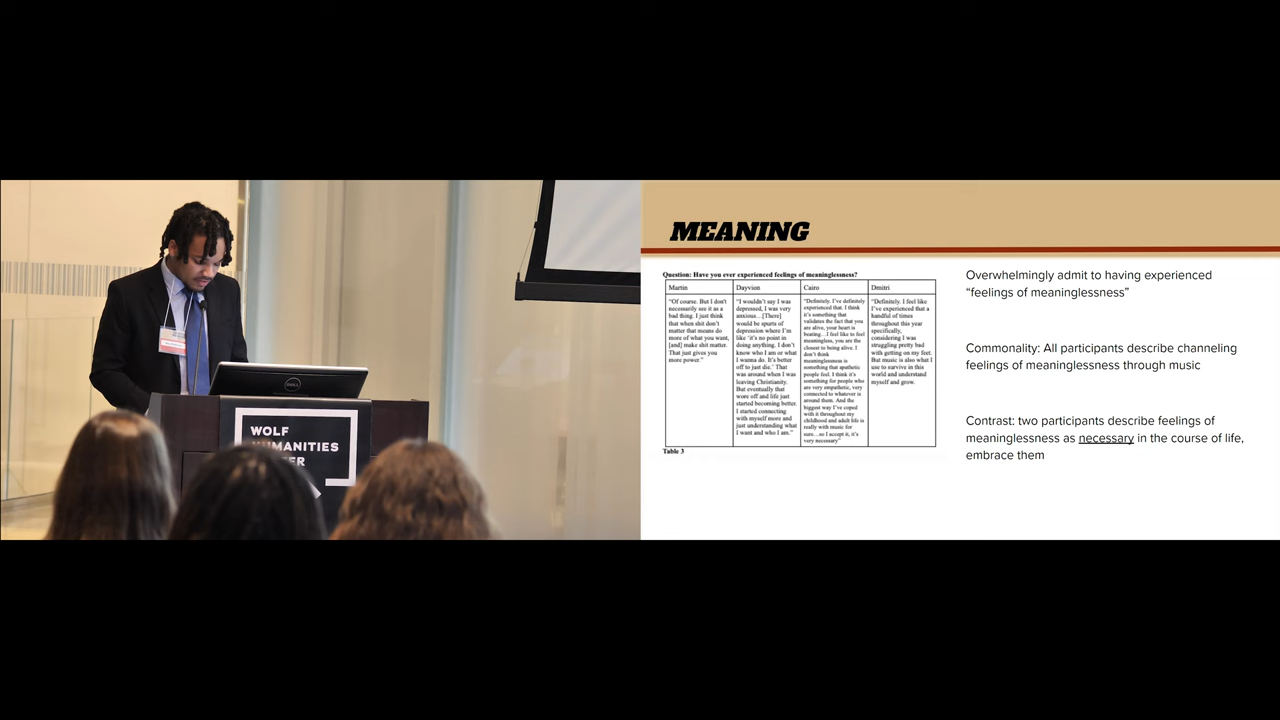 DELL
WOLF
HUMANITIES
ER
MEANING
Question: Have you ever experienced feelings of meaninglessness?
Martin
"Of course. But I don't
necessarily see it as a
bad thing. I just think
that when shit don't
matter that means do
more of what you want,
[and] make shit matter.
That just gives you
more power."
Dayvion
"I wouldn't say I was
depressed, I was very
anxious…[There]
would be spurts of
depression where I'm
like 'it's no point in
doing anything. I don't
know who I am or what
I wanna do. It's better
off to just die.' That
was around when I was
leaving Christianity.
But eventually that
wore off and life just
started becoming better.
I started connecting
with myself more and
just understanding what
I want and who I am."
Cairo
"Definitely. I've definitely
experienced that. I think
it's something that
validates the fact that you
are alive, your heart is
beating…I feel like to feel
meaningless, you are the
closest to being alive. I
don't think
meaninglessness is
something that apathetic
people feel. I think it's
something for people who
are very empathetic, very
connected to whatever is
around them. And the
biggest way I've coped
with it throughout my
childhood and adult life is
really with music for
sure…so I accept it, it's
very necessary"
Dmitri
"Definitely. I feel like
I've experienced that a
handful of times
throughout this year
specifically,
considering I was
struggling pretty bad
with getting on my feet.
But music is also what I
use to survive in this
world and understand
myself and grow.
Table 3
Overwhelmingly admit to having experienced
“feelings of meaninglessness”
Commonality: All participants describe channeling
feelings of meaninglessness through music
Contrast: two participants describe feelings of
meaninglessness as necessary in the course of life,
embrace them